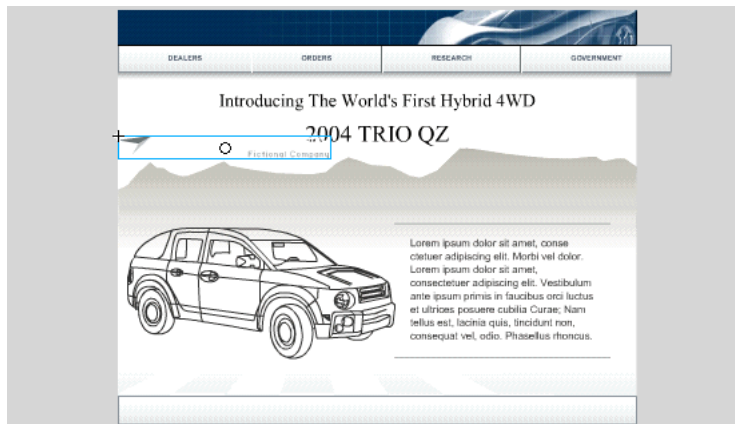 DEALERS ORDERS RESEARCH GOVERNMENT
Introducing The World's First Hybrid 4WD
2004 TRIO QZ
Fictional Company
Lorem ipsum dolor sit amet, conse
ctetuer adipiscing elit. Morbi vel dolor.
Lorem ipsum dolor sit amet,
consectetuer adipiscing elit. Vestibulum
ante ipsum primis in faucibus orci luctus
et ultrices posuere cubilia Curae; Nam
tellus est, lacinia quis, tincidunt non,
consequat vel, odio. Phasellus rhoncus.